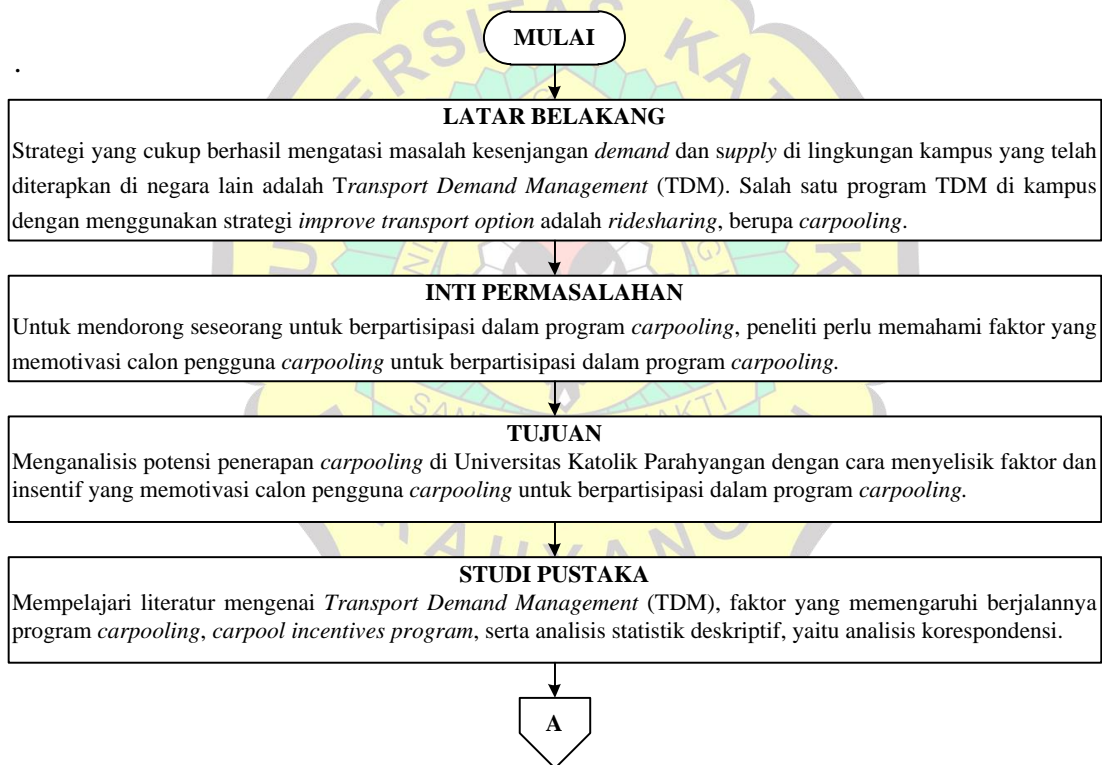 MULAI
.
LATAR BELAKANG
Strategi yang cukup berhasil mengatasi masalah kesenjangan demand dan supply di lingkungan kampus yang telah
diterapkan di negara lain adalah Transport Demand Management (TDM). Salah satu program TDM di kampus
dengan menggunakan strategi improve transport option adalah ridesharing, berupa carpooling.
INTI PERMASALAHAN
Untuk mendorong seseorang untuk berpartisipasi dalam program carpooling, peneliti perlu memahami faktor yang
memotivasi calon pengguna carpooling untuk berpartisipasi dalam program carpooling.
TUJUAN
Menganalisis potensi penerapan carpooling di Universitas Katolik Parahyangan dengan cara menyelisik faktor dan
insentif yang memotivasi calon pengguna carpooling untuk berpartisipasi dalam program carpooling.
STUDI PUSTAKA
Mempelajari literatur mengenai Transport Demand Management (TDM), faktor yang memengaruhi berjalannya
program carpooling, carpool incentives program, serta analisis statistik deskriptif, yaitu analisis korespondensi.
A